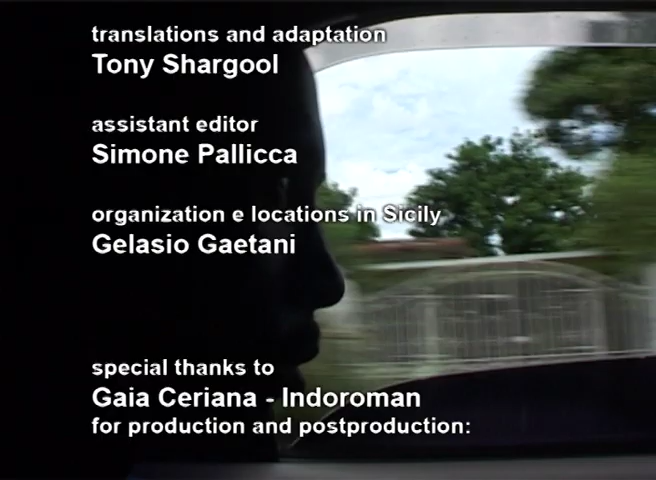 translations and adaptation
Tony Shargool
assistant editor
Simone Pallicca
organization e locations in Sicily
Gelasio Gaetani
special thanks to
Gaia Ceriana - Indoroman
for production and postproduction: